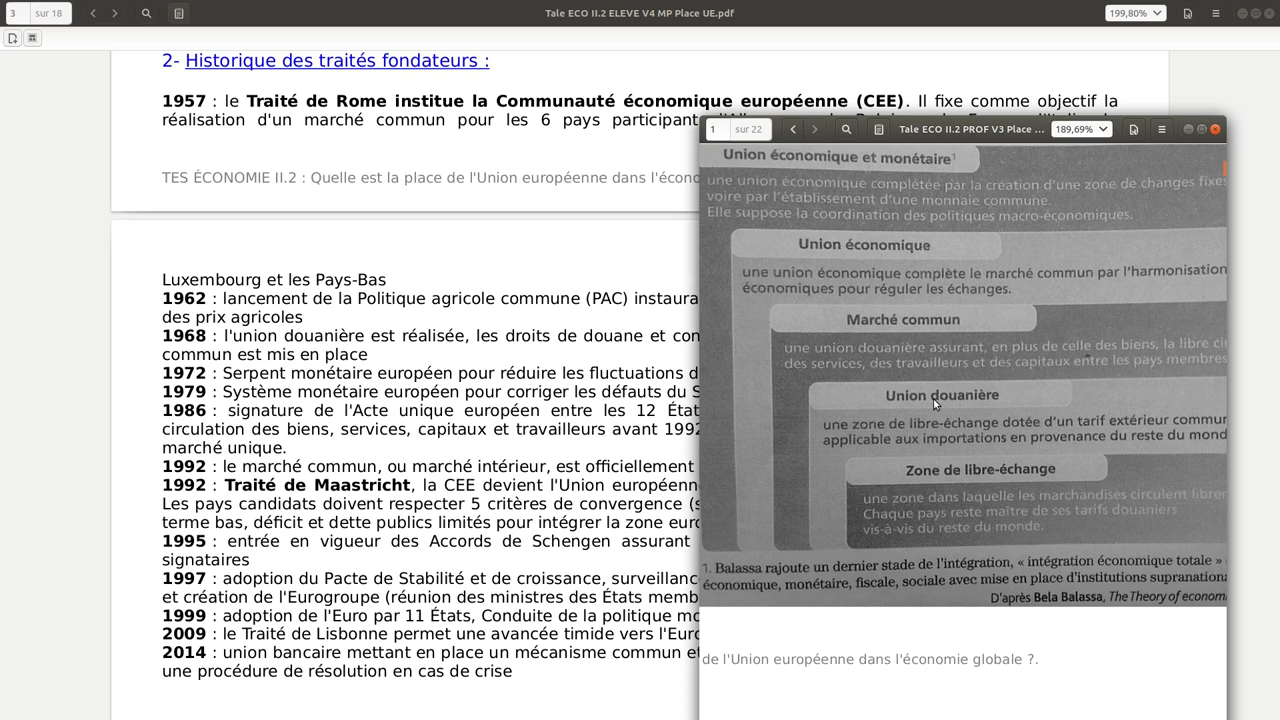 3 sur 18
Tale ECO II.2 ELEVE V4 MP Place UE.pdf
199,80%
2- Historique des traités fondateurs :
1957 : le Traité de Rome institue la Communauté économique européenne (CEE). Il fixe comme objectif la
réalisation d'un marché commun pour les 6 pays participant
TES ÉCONOMIE II.2 : Quelle est la place de l'Union européenne dans l'écono
Luxembourg et les Pays-Bas
1962 : lancement de la Politique agricole commune (PAC) instaura
des prix agricoles
1968 : l'union douanière est réalisée, les droits de douane et con
commun est mis en place
1972 : Serpent monétaire européen pour réduire les fluctuations d
1979 : Système monétaire européen pour corriger les défauts du S
1986 : signature de l'Acte unique européen entre les 12 État
circulation des biens, services, capitaux et travailleurs avant 1992
marché unique.
1992 : le marché commun, ou marché intérieur, est officiellement
1992 : Traité de Maastricht, la CEE devient l'Union européenn
Les pays candidats doivent respecter 5 critères de convergence (s
terme bas, déficit et dette publics limités pour intégrer la zone euro
1995 : entrée en vigueur des Accords de Schengen assurant
signataires
1997 : adoption du Pacte de Stabilité et de croissance, surveillanc
et création de l'Eurogroupe (réunion des ministres des États memb
1999 : adoption de l'Euro par 11 États, Conduite de la politique mo
2009 : le Traité de Lisbonne permet une avancée timide vers l'Euro
2014 : union bancaire mettant en place un mécanisme commun et
une procédure de résolution en cas de crise
1 sur 22
Tale ECO II.2 PROF V3 Place ...
189,69%
Union économique et monétaire¹
une union économique complétée par la création d'une zone de changes fixes
voire par l'établissement d'une monnaie commune.
Elle suppose la coordination des politiques macro-économiques.
Union économique
une union économique complète le marché commun par l'harmonisation
économiques pour réguler les échanges.
Marché commun
une union douanière assurant, en plus de celle des biens, la libre cir
des services, des travailleurs et des capitaux entre les pays membres
Union douanière
une zone de libre-échange dotée d'un tarif extérieur commun
applicable aux importations en provenance du reste du mond
Zone de libre-échange
une zone dans laquelle les marchandises circulent librer
Chaque pays reste maître de ses tarifs douaniers
vis-à-vis du reste du monde.
1. Balassa rajoute un dernier stade de l'intégration, « intégration économique totale »
économique, monétaire, fiscale, sociale avec mise en place d'institutions supranationa
D'après Bela Balassa, The Theory of econom
de l'Union européenne dans l'économie globale ?.